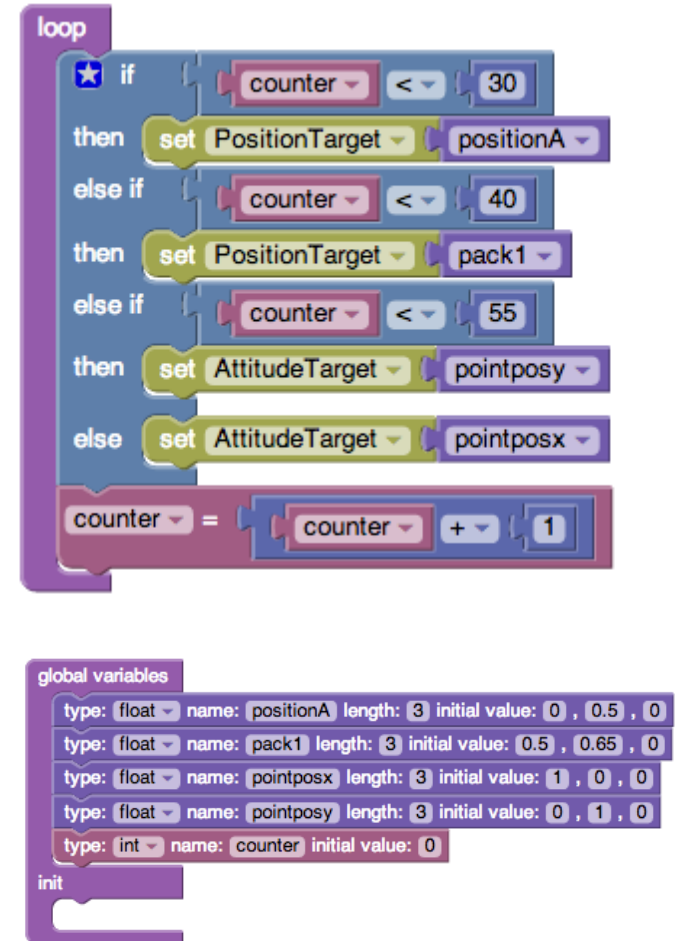 loop
if counter < 30
then set PositionTarget positionA
else if counter < 40
then set PositionTarget pack1
else if counter < 55
then set AttitudeTarget pointposy
else set AttitudeTarget pointposx
counter = counter + 1
global variables
type: float name: positionA length: 3 initial value: 0 , 0.5 , 0
type: float name: pack1 length: 3 initial value: 0.5 , 0.65 , 0
type: float name: pointposx length: 3 initial value: 1 , 0 , 0
type: float name: pointposy length: 3 initial value: 0 , 1 , 0
type: int name: counter initial value: 0
init